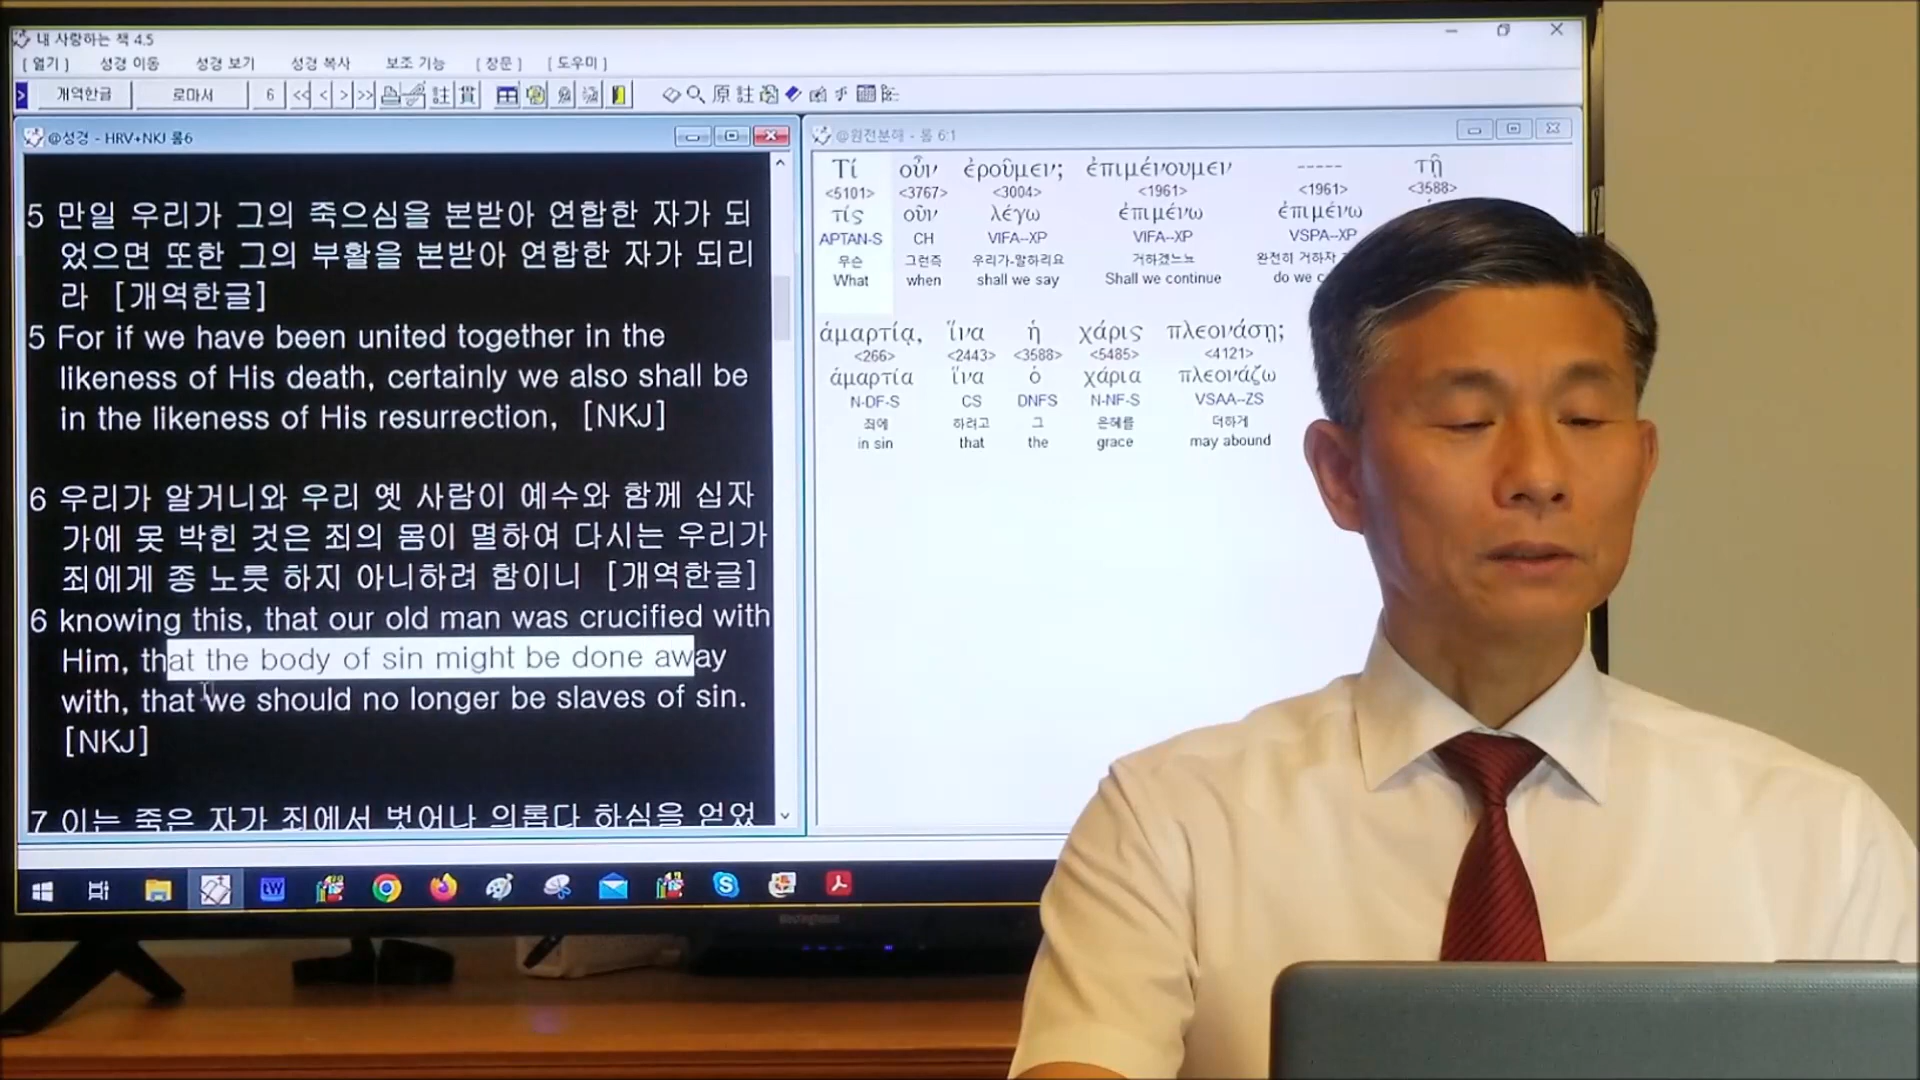 내 사랑하는 책 4.5
[ 열기 ] 성경 이동 성경 보기 성경 복사 보조 기능 [ 창문 ] [ 도우미 ]
> 개역한글 로마서 6 << < > >> 註 貫 原 註
@성경 - HRV+NKJ 롬6
5 만일 우리가 그의 죽으심을 본받아 연합한 자가 되
었으면 또한 그의 부활을 본받아 연합한 자가 되리
라 [개역한글]
5 For if we have been united together in the
likeness of His death, certainly we also shall be
in the likeness of His resurrection, [NKJ]
6 우리가 알거니와 우리 옛 사람이 예수와 함께 십자
가에 못 박힌 것은 죄의 몸이 멸하여 다시는 우리가
죄에게 종 노릇 하지 아니하려 함이니 [개역한글]
6 knowing this, that our old man was crucified with
Him, that the body of sin might be done away
with, that we should no longer be slaves of sin.
[NKJ]
7 이는 죽은 자가 죄에서 벗어나 의롭다 하심을 얻었
@원전분해 - 롬 6:1
Τί οὖν ἐροῦμεν; ἐπιμένουμεν ----- τῇ
<5101> <3767> <3004> <1961> <1961> <3588>
τίς οὖν λέγω ἐπιμένω ἐπιμένω
APTAN-S CH VIFA--XP VIFA--XP VSPA--XP
우슨 그런즉 우리가-말하리요 거하겠느뇨 완전히 거하자
What when shall we say Shall we continue do we
ἁμαρτίᾳ, ἵνα ἡ χάρις πλεονάσῃ;
<266> <2443> <3588> <5485> <4121>
ἁμαρτία ἵνα ὁ χάρια πλεονάζω
N-DF-S CS DNFS N-NF-S VSAA--ZS
죄에 하려고 그 은혜를 더하게
in sin that the grace may abound
tW
Westinghouse